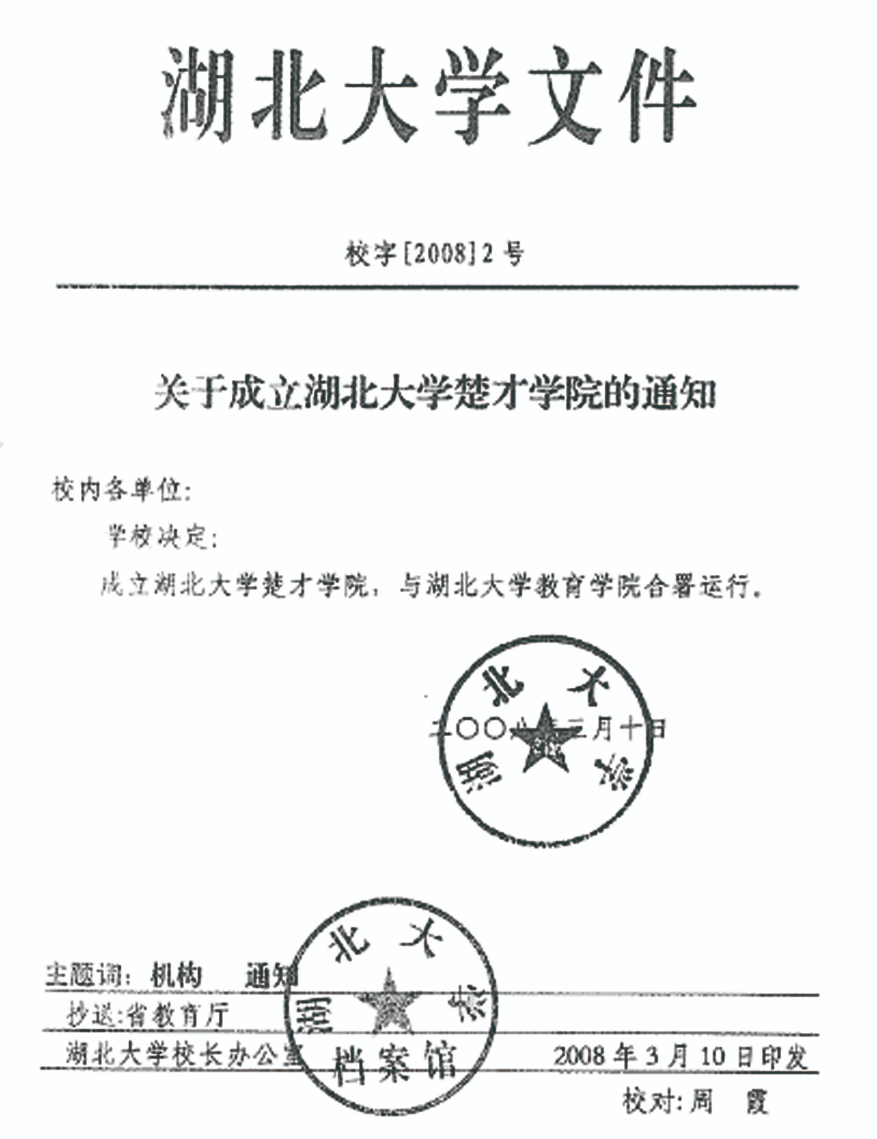 湖北大学文件
校字[2008]2号
关于成立湖北大学楚才学院的通知
校内各单位:
学校决定:
成立湖北大学楚才学院，与湖北大学教育学院合署运行。
二〇〇八年三月十日
湖北大学
主题词：机构 通知
抄送:省教育厅
湖北大学校长办公室 2008年3月10日印发
湖北大学
档案馆
校对:周 霞